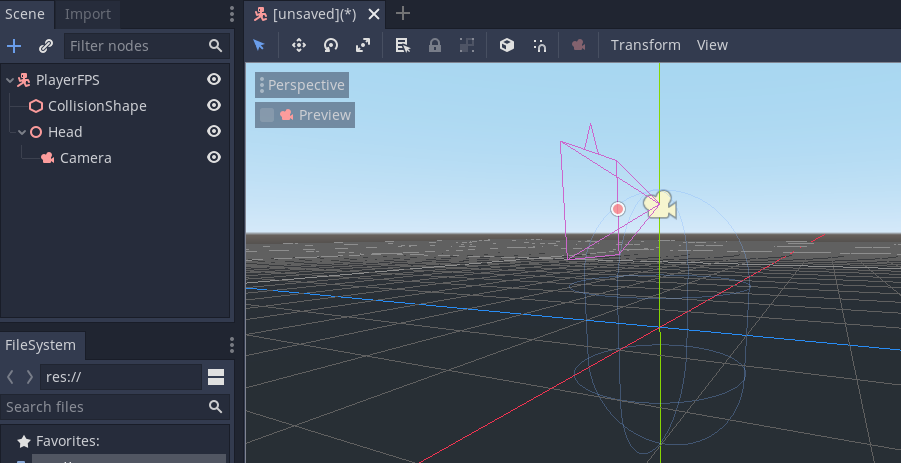 Scene
Import
[unsaved](*)
Filter nodes
Transform
View
PlayerFPS
CollisionShape
Head
Camera
Perspective
Preview
FileSystem
res://
Search files
Favorites: